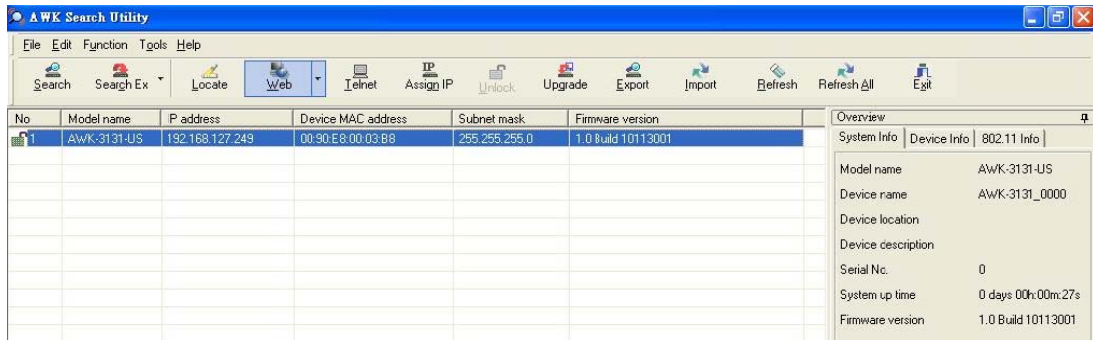 AWK Search Utility
File Edit Function Tools Help
Search Search Ex Locate Web Telnet Assign IP Unlock Upgrade Export Import Refresh Refresh All Exit
No Model name IP address Device MAC address Subnet mask Firmware version
1 AWK-3131-US 192.168.127.249 00:90:E8:00:03:B8 255.255.255.0 1.0 Build 10113001
Overview
System Info Device Info 802.11 Info
Model name AWK-3131-US
Device name AWK-3131_0000
Device location
Device description
Serial No. 0
System up time 0 days 00h:00m:27s
Firmware version 1.0 Build 10113001